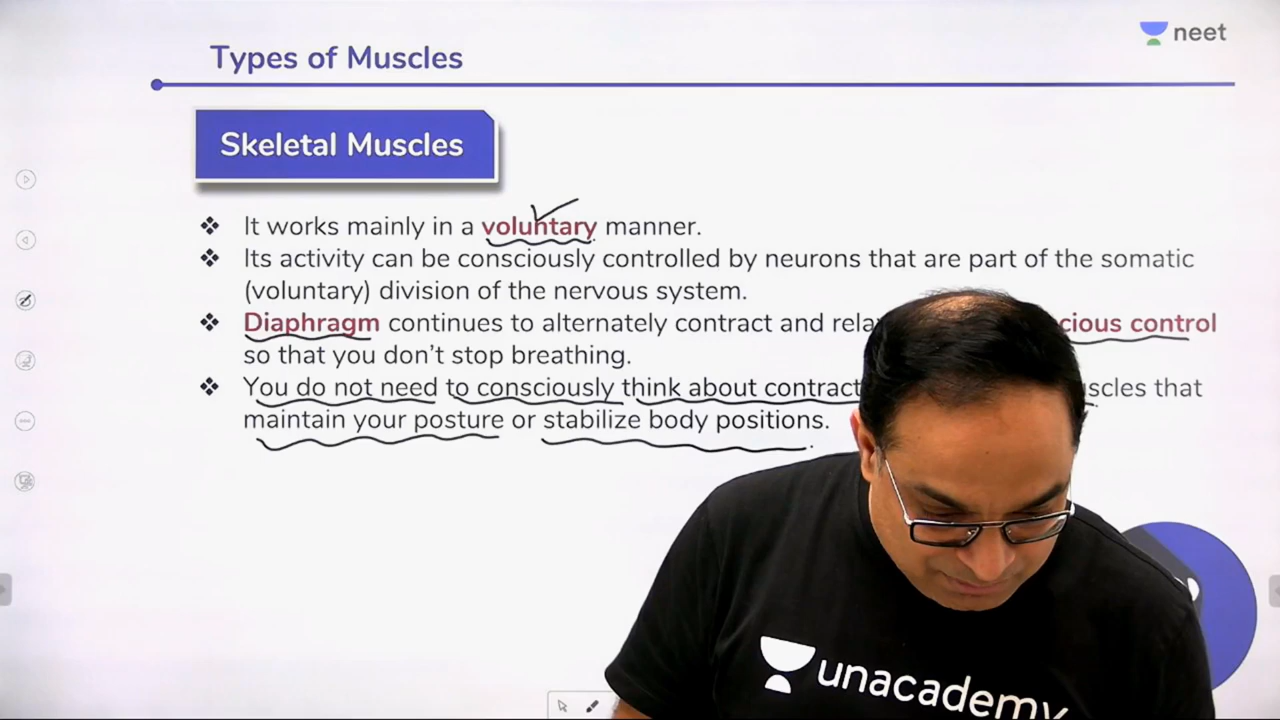 neet
Types of Muscles
Skeletal Muscles
It works mainly in a voluntary manner.
Its activity can be consciously controlled by neurons that are part of the somatic
(voluntary) division of the nervous system.
Diaphragm continues to alternately contract and rela cious control
so that you don't stop breathing.
You do not need to consciously think about contract scles that
maintain your posture or stabilize body positions.
unacademy